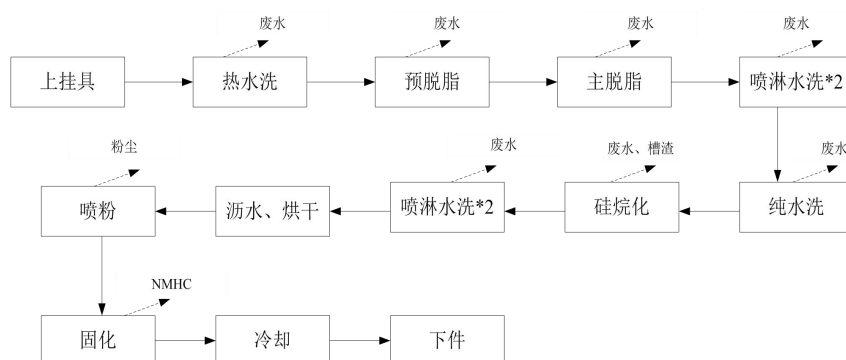 废水
废水
废水
废水
上挂具
热水洗
预脱脂
主脱脂
喷淋水洗*2
粉尘
废水
废水、槽渣
废水
喷粉
沥水、烘干
喷淋水洗*2
硅烷化
纯水洗
NMHC
固化
冷却
下件